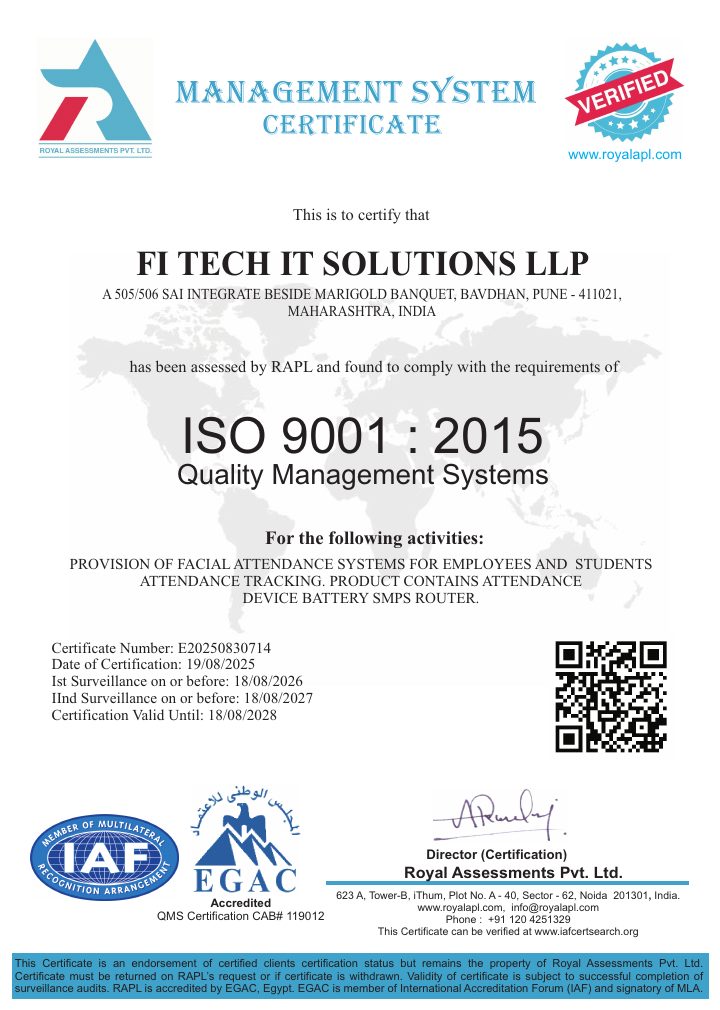 ROYAL ASSESSMENTS PVT. LTD.
MANAGEMENT SYSTEM
CERTIFICATE
VERIFIED
www.royalapl.com
This is to certify that
FI TECH IT SOLUTIONS LLP
A 505/506 SAI INTEGRATE BESIDE MARIGOLD BANQUET, BAVDHAN, PUNE - 411021,
MAHARASHTRA, INDIA
has been assessed by RAPL and found to comply with the requirements of
ISO 9001 : 2015
Quality Management Systems
For the following activities:
PROVISION OF FACIAL ATTENDANCE SYSTEMS FOR EMPLOYEES AND STUDENTS
ATTENDANCE TRACKING. PRODUCT CONTAINS ATTENDANCE
DEVICE BATTERY SMPS ROUTER.
Certificate Number: E20250830714
Date of Certification: 19/08/2025
Ist Surveillance on or before: 18/08/2026
IInd Surveillance on or before: 18/08/2027
Certification Valid Until: 18/08/2028
MEMBER OF MULTILATERAL
IAF
RECOGNITION ARRANGEMENT
المجلس الوطنى للاعتماد
EGAC
Accredited
QMS Certification CAB# 119012
Director (Certification)
Royal Assessments Pvt. Ltd.
623 A, Tower-B, iThum, Plot No. A - 40, Sector - 62, Noida 201301, India.
www.royalapl.com, info@royalapl.com
Phone : +91 120 4251329
This Certificate can be verified at www.iafcertsearch.org
This Certificate is an endorsement of certified clients certification status but remains the property of Royal Assessments Pvt. Ltd.
Certificate must be returned on RAPL's request or if certificate is withdrawn. Validity of certificate is subject to successful completion of
surveillance audits. RAPL is accredited by EGAC, Egypt. EGAC is member of International Accreditation Forum (IAF) and signatory of MLA.